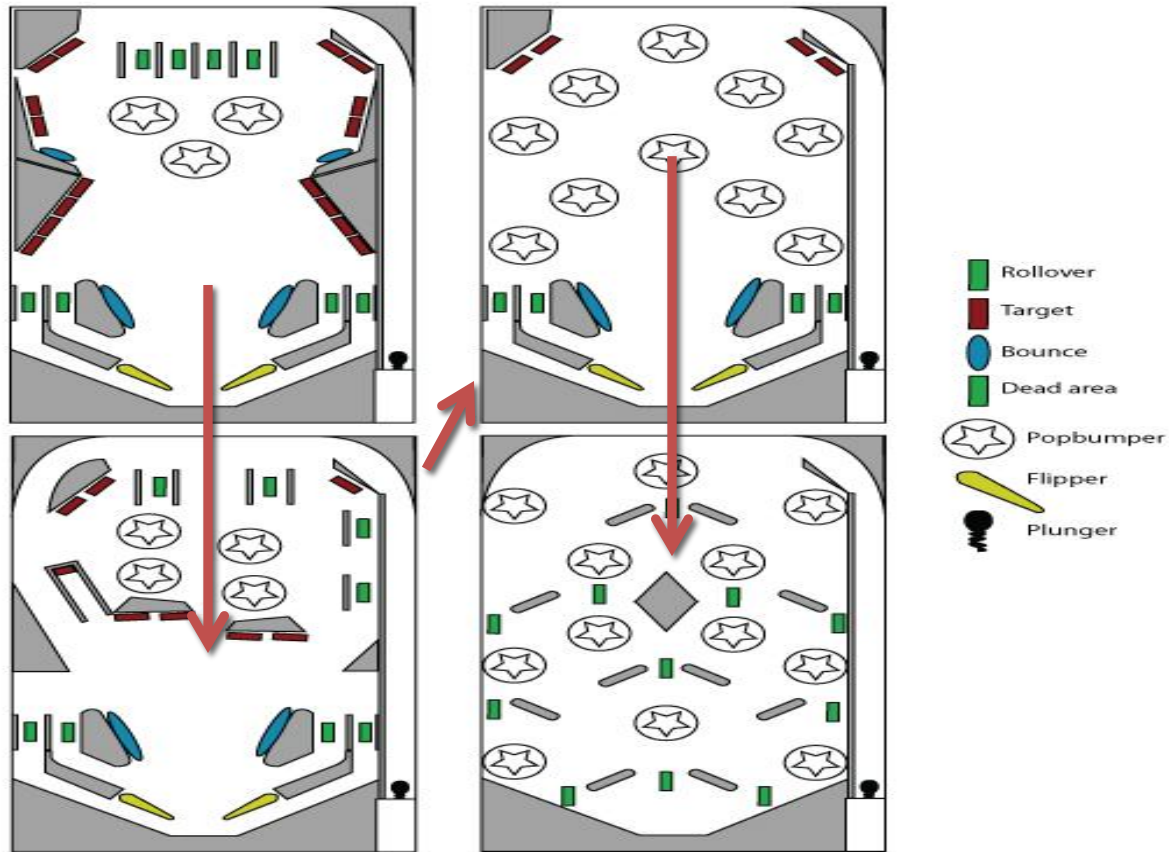 Rollover
Target
Bounce
Dead area
Popbumper
Flipper
Plunger